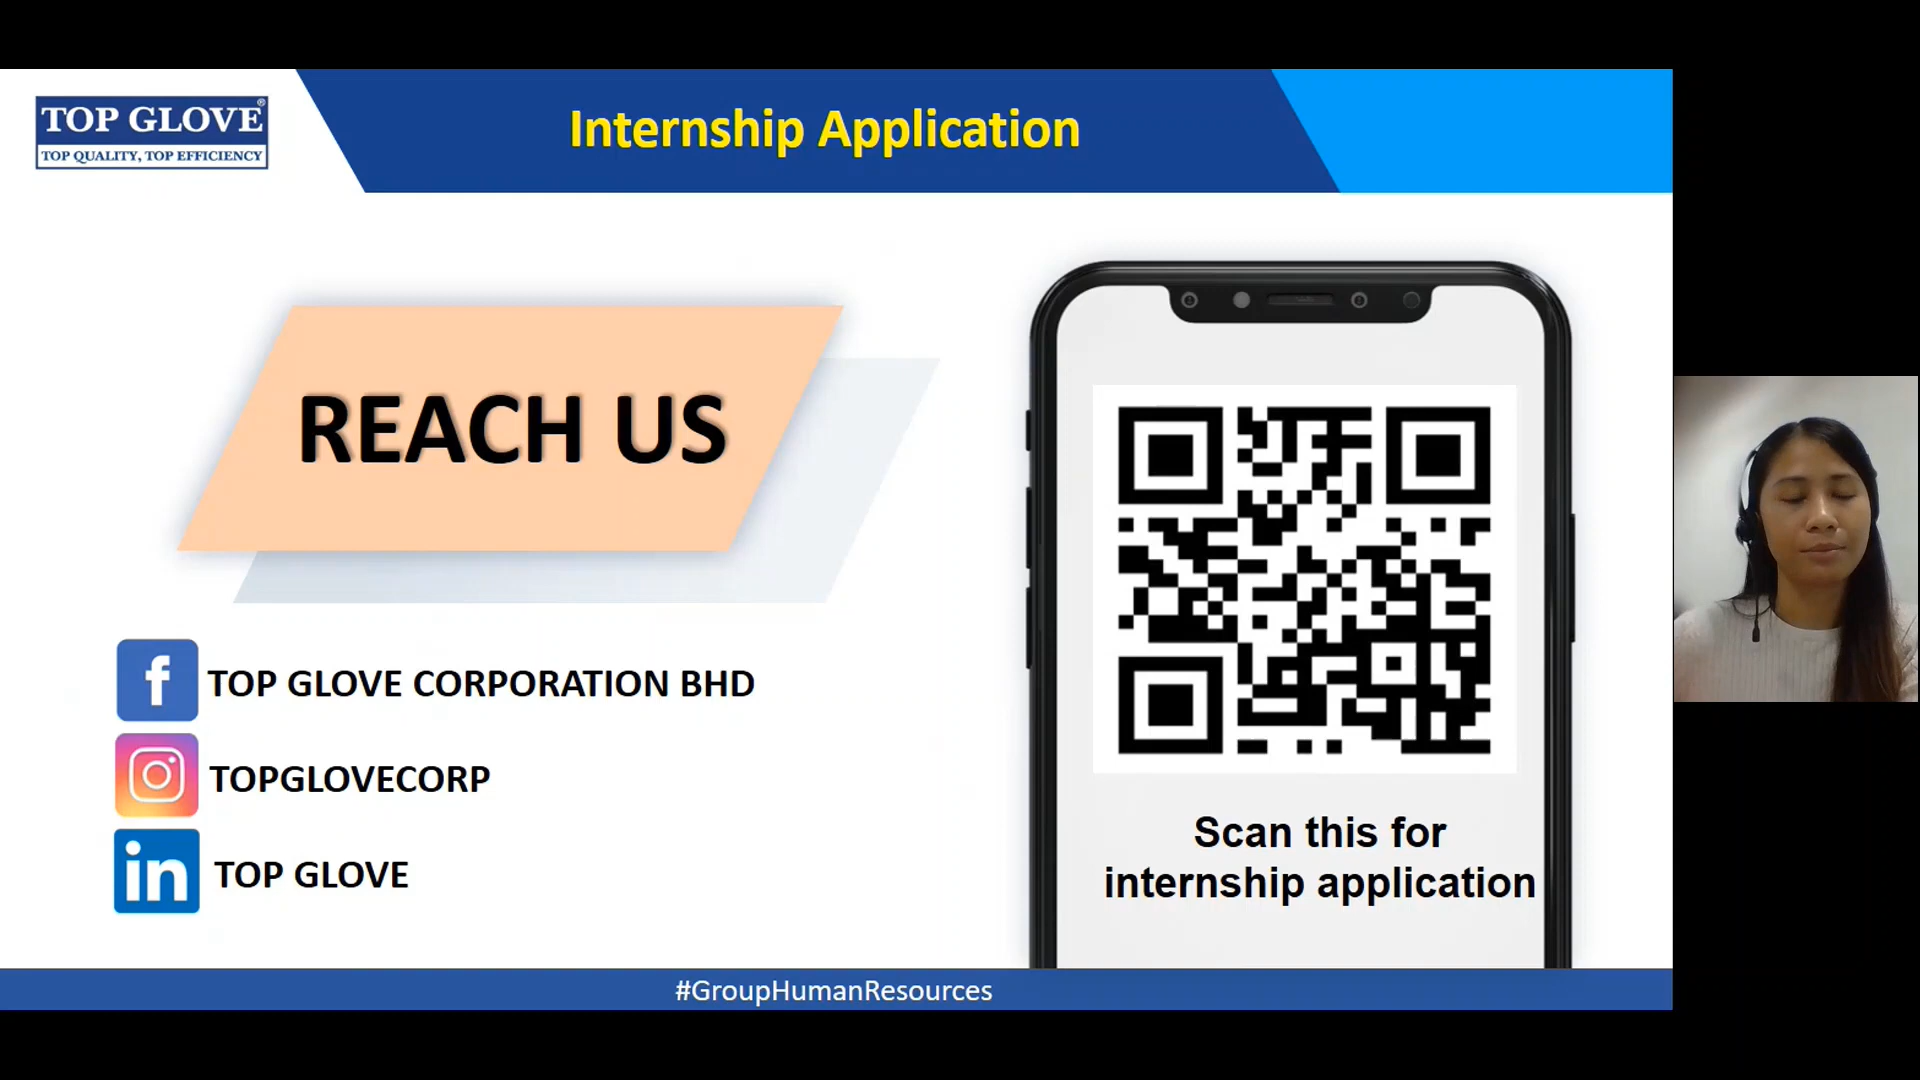 TOP GLOVE®
TOP QUALITY, TOP EFFICIENCY
Internship Application
REACH US
TOP GLOVE CORPORATION BHD
TOPGLOVECORP
TOP GLOVE
Scan this for
internship application
#GroupHumanResources